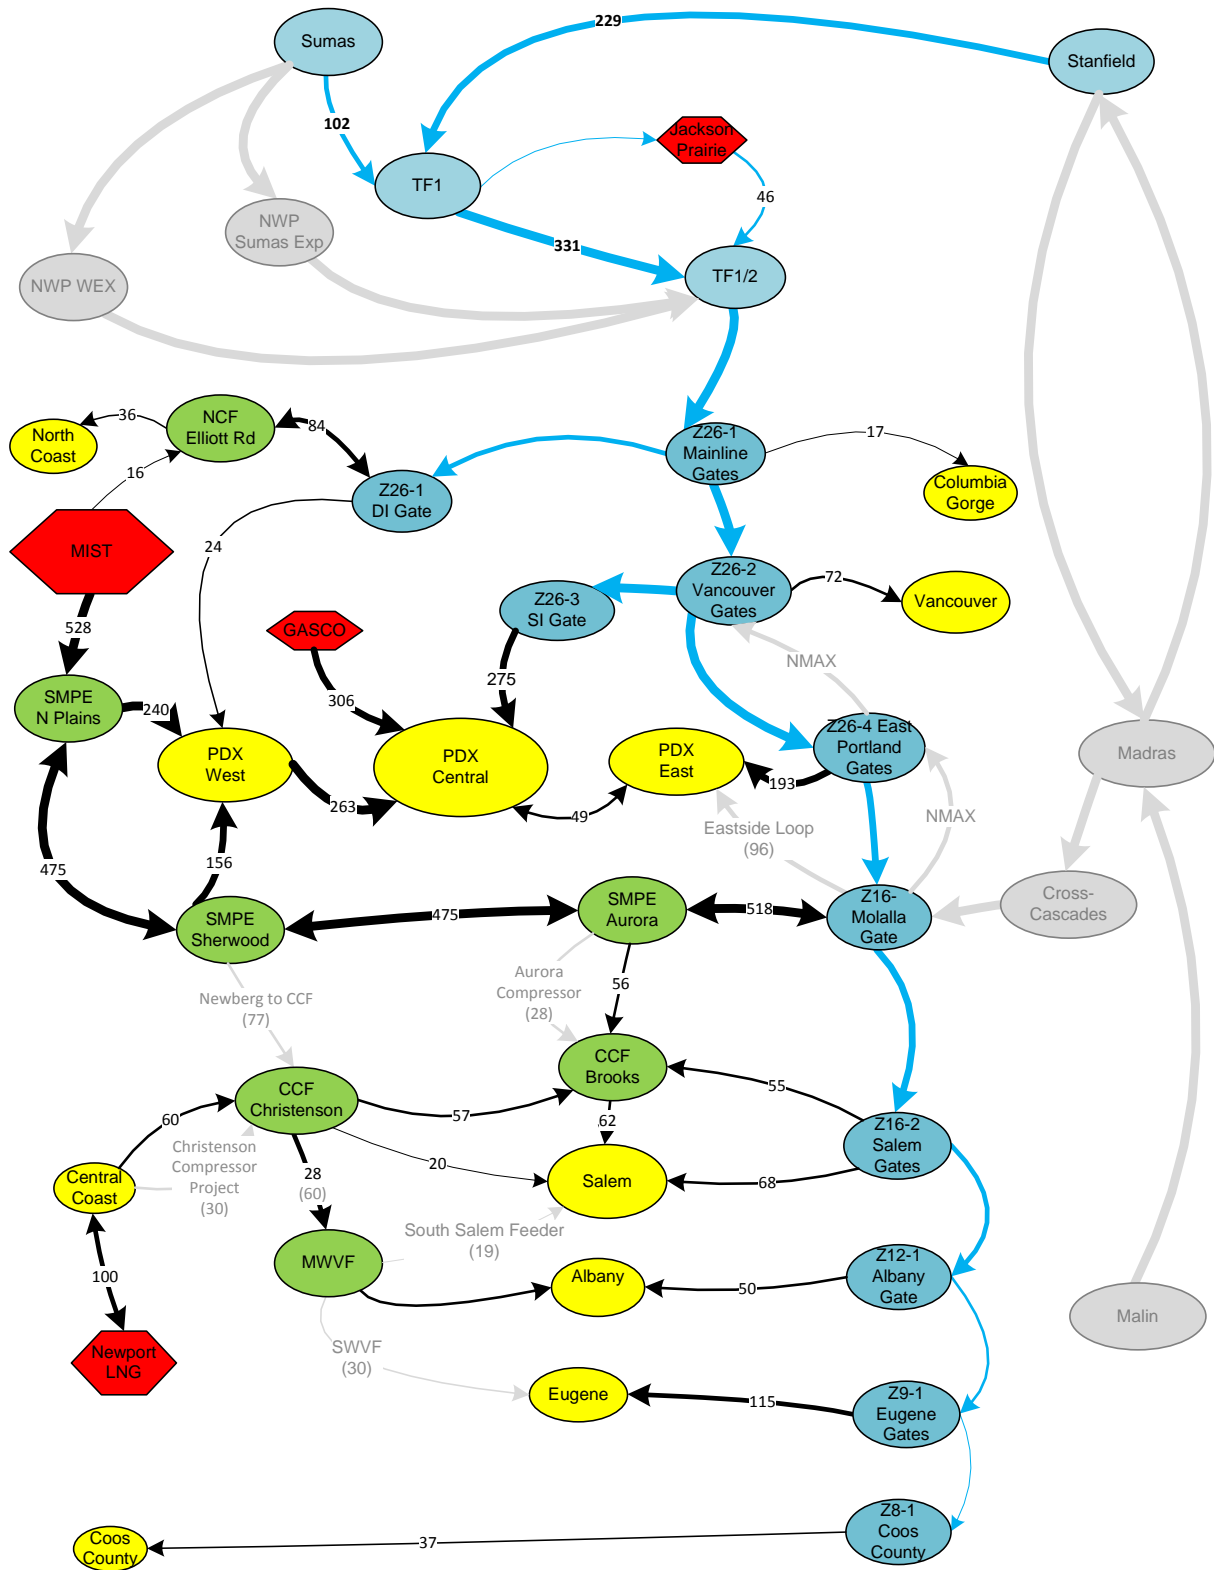 229
Sumas
Stanfield
102
Jackson
Prairie
TF1
46
NWP
Sumas Exp
331
TF1/2
NWP WEX
36
NCF
Elliott Rd
84
North
Coast
Z26-1
Mainline
Gates
17
Columbia
Gorge
16
Z26-1
DI Gate
MIST
24
Z26-2
Vancouver
Gates
72
Vancouver
Z26-3
SI Gate
528
GASCO
NMAX
275
306
SMPE
N Plains
240
PDX
West
PDX
Central
PDX
East
Z26-4 East
Portland
Gates
Madras
193
263
49
Eastside Loop
(96)
NMAX
475
156
SMPE
Sherwood
475
SMPE
Aurora
518
Z16-
Molalla
Gate
Cross-
Cascades
Newberg to CCF
(77)
Aurora
Compressor
(28)
56
CCF
Brooks
CCF
Christenson
55
60
57
62
Z16-2
Salem
Gates
Christenson
Compressor
Project
(30)
20
28
(60)
Central
Coast
Salem
68
South Salem Feeder
(19)
MWVF
100
Albany
50
Z12-1
Albany
Gate
Malin
Newport
LNG
SWVF
(30)
Eugene
115
Z9-1
Eugene
Gates
Z8-1
Coos
County
37
Coos
County